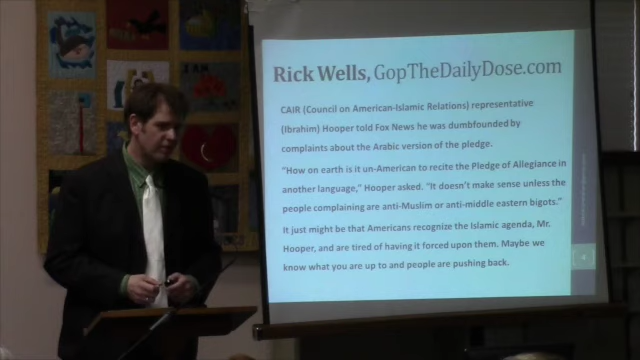 Rick Wells, GopTheDailyDose.com
CAIR (Council on American-Islamic Relations) representative
(Ibrahim) Hooper told Fox News he was dumbfounded by
complaints about the Arabic version of the pledge.
"How on earth is it un-American to recite the Pledge of Allegiance in
another language," Hooper asked. "It doesn't make sense unless the
people complaining are anti-Muslim or anti-middle eastern bigots."
It just might be that Americans recognize the Islamic agenda, Mr.
Hooper, and are tired of having it forced upon them. Maybe we
know what you are up to and people are pushing back.
4